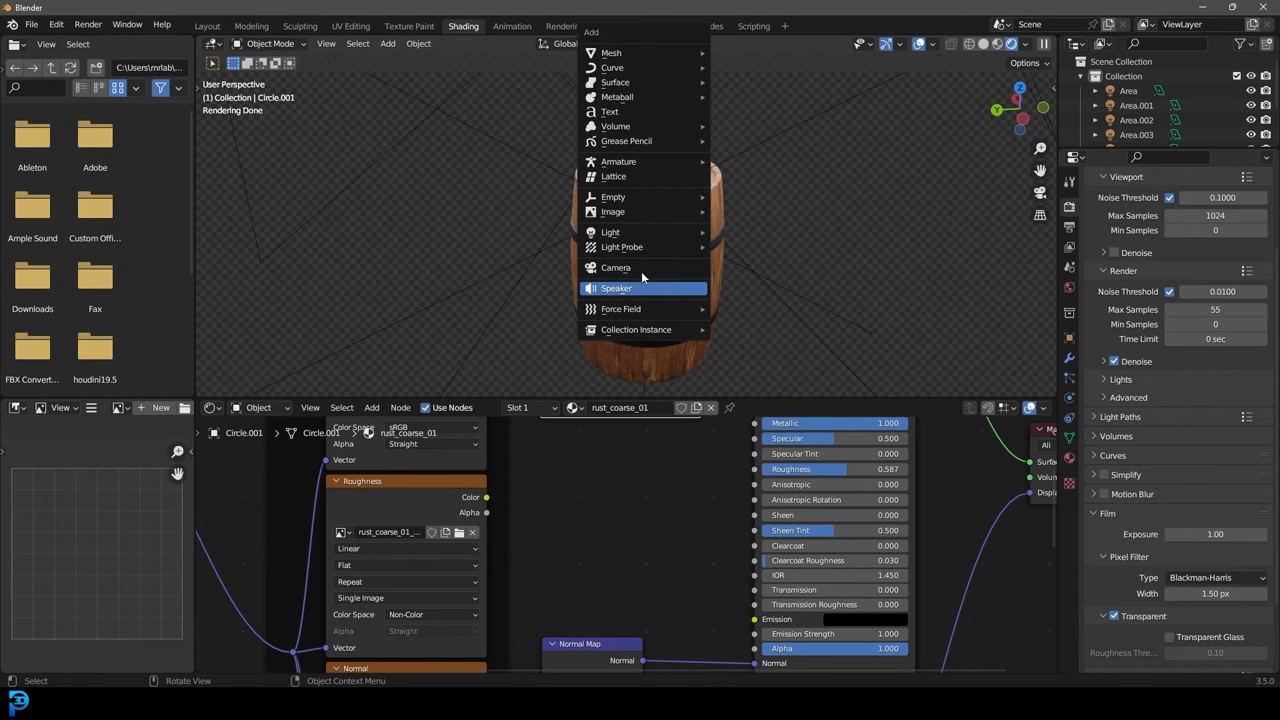 Blender
File Edit Render Window Help
Layout Modeling Sculpting UV Editing Texture Paint Shading Animation Rendering
Scripting +
Scene
ViewLayer
View Select
Object Mode View Select Add Object
Global
C:\Users\mrlab\...
Options
User Perspective
(1) Collection | Circle.001
Rendering Done
Ableton Adobe
Ample Sound Custom Offi...
Downloads Fax
FBX Convert... houdini19.5
Add
Mesh
Curve
Surface
Metaball
Text
Volume
Grease Pencil
Armature
Lattice
Empty
Image
Light
Light Probe
Camera
Speaker
Force Field
Collection Instance
X
Y
Z
Scene Collection
Collection
Area
Area.001
Area.002
Area.003
Viewport
Noise Threshold 0.1000
Max Samples 1024
Min Samples 0
Denoise
Render
Noise Threshold 0.0100
Max Samples 55
Min Samples 0
Time Limit 0 sec
Denoise
Lights
Advanced
Light Paths
Volumes
Curves
Simplify
Motion Blur
Film
Exposure 1.00
Pixel Filter
Type Blackman-Harris
Width 1.50 px
Transparent
Transparent Glass
Roughness Thre... 0.10
View
+ New
Object View Select Add Node Use Nodes Slot 1 rust_coarse_01
Circle.001 > Circle.001 > rust_coarse_01
Color Space sRGB
Alpha Straight
Vector
Roughness
Color
Alpha
rust_coarse_01_...
Linear
Flat
Repeat
Single Image
Color Space Non-Color
Alpha Straight
Vector
Normal
Normal Map
Normal
Metallic 1.000
Specular 0.500
Specular Tint 0.000
Roughness 0.587
Anisotropic 0.000
Anisotropic Rotation 0.000
Sheen 0.000
Sheen Tint 0.500
Clearcoat 0.000
Clearcoat Roughness 0.030
IOR 1.450
Transmission 0.000
Transmission Roughness 0.000
Emission
Emission Strength 1.000
Alpha 1.000
Normal
All
Surfa
Volum
Displ
Select Rotate View Object Context Menu 3.5.0